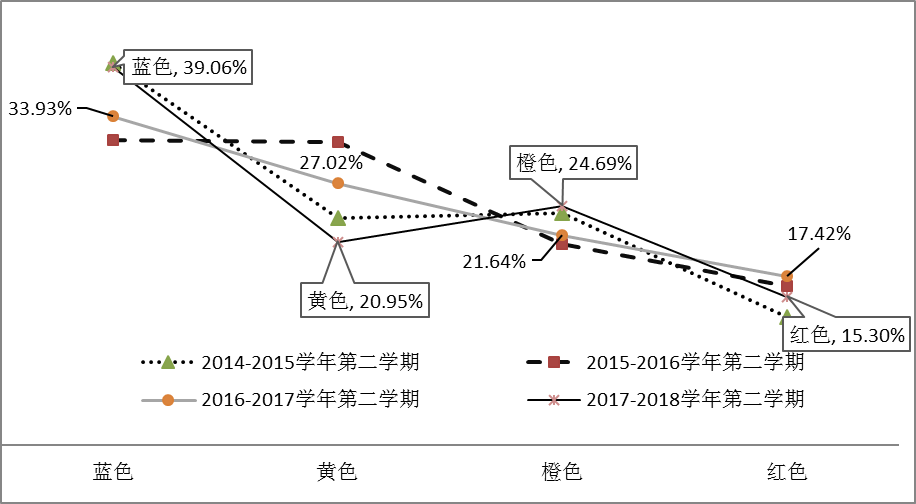 蓝色, 39.06%
33.93%
27.02%
橙色, 24.69%
21.64%
17.42%
黄色, 20.95%
红色, 15.30%
2014-2015学年第二学期
2015-2016学年第二学期
2016-2017学年第二学期
2017-2018学年第二学期
蓝色
黄色
橙色
红色